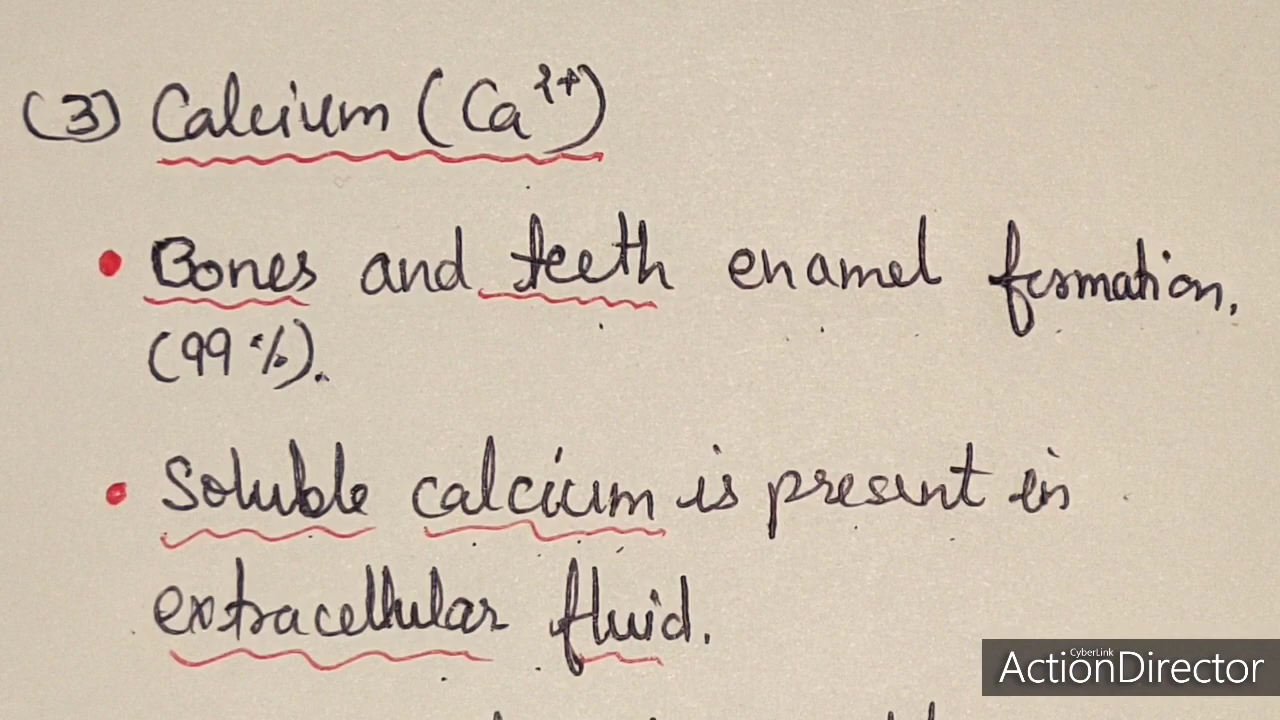 (3) Calcium (Ca²⁺)
• Bones and teeth enamel formation.
(99%).
• Soluble calcium is present in
extracellular fluid.
CyberLink
ActionDirector